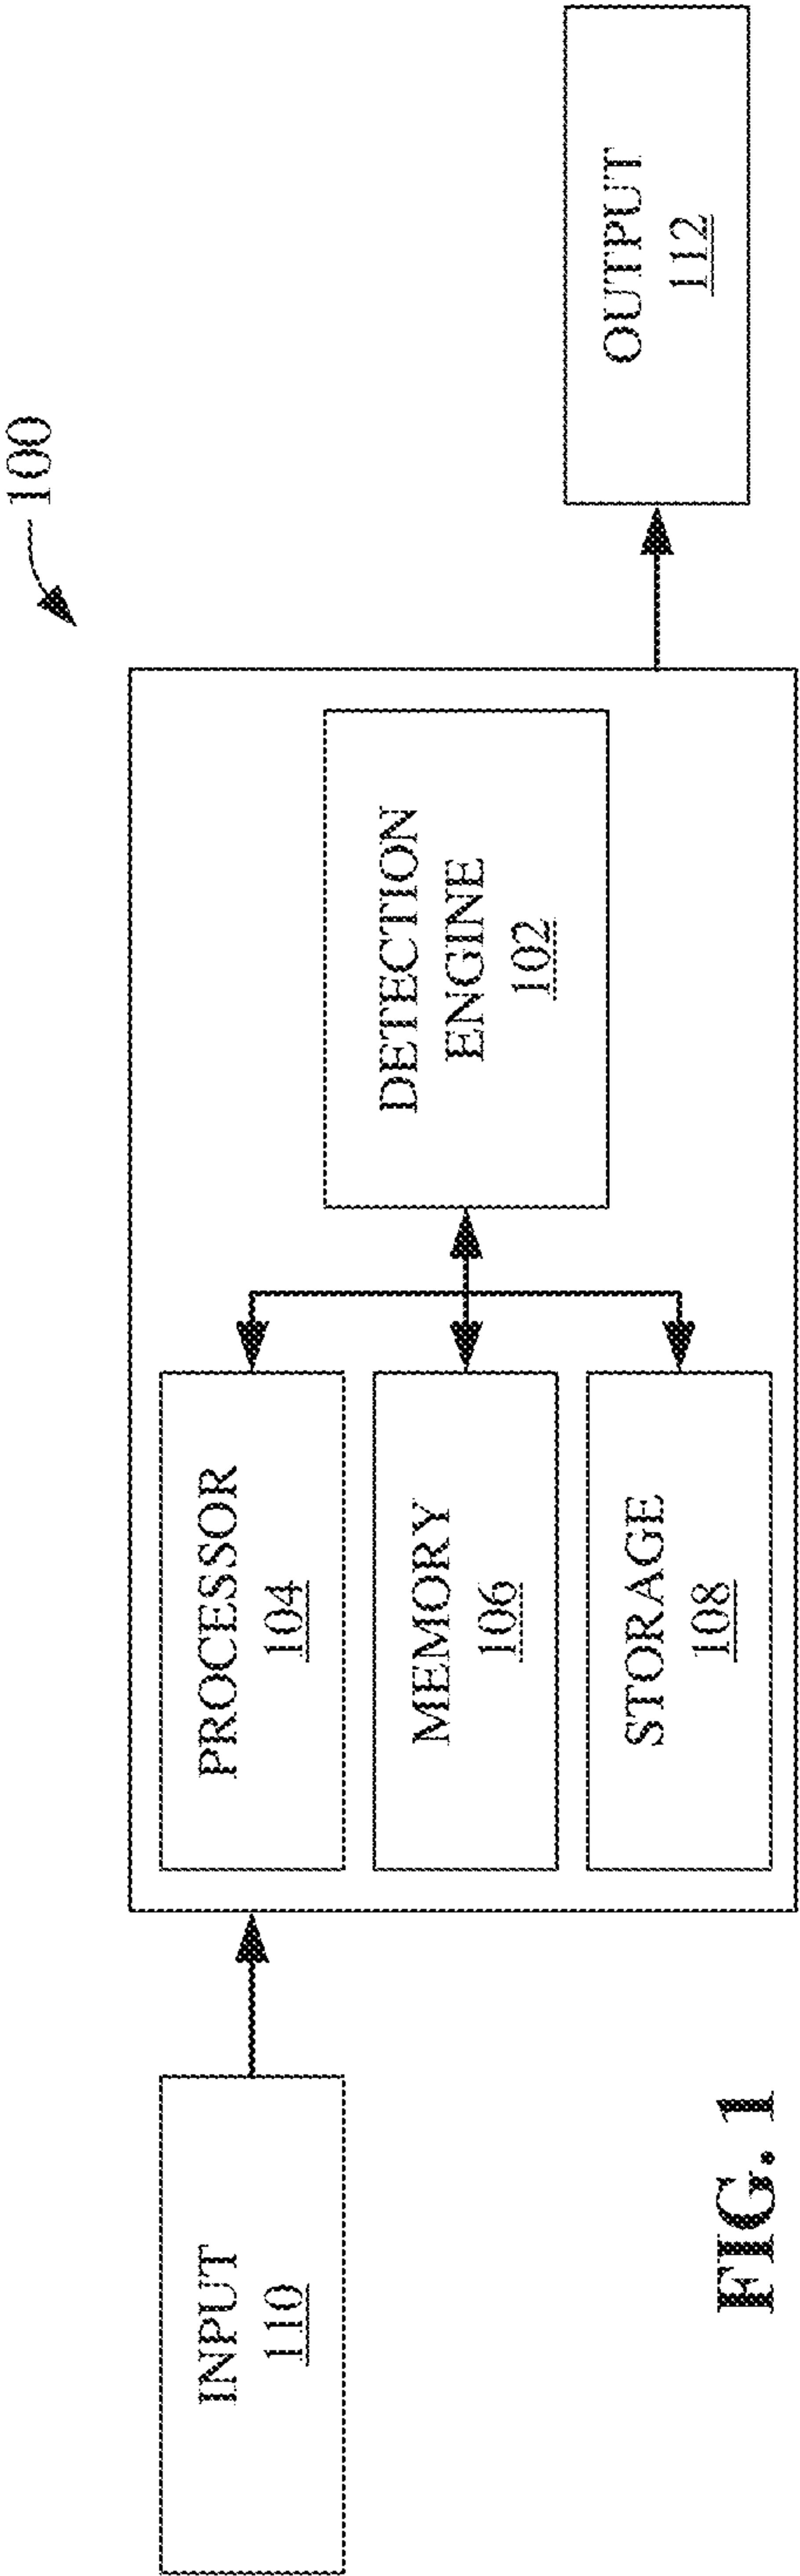 100
INPUT
110
PROCESSOR
104
MEMORY
106
STORAGE
108
DETECTION
ENGINE
102
OUTPUT
112
FIG. 1